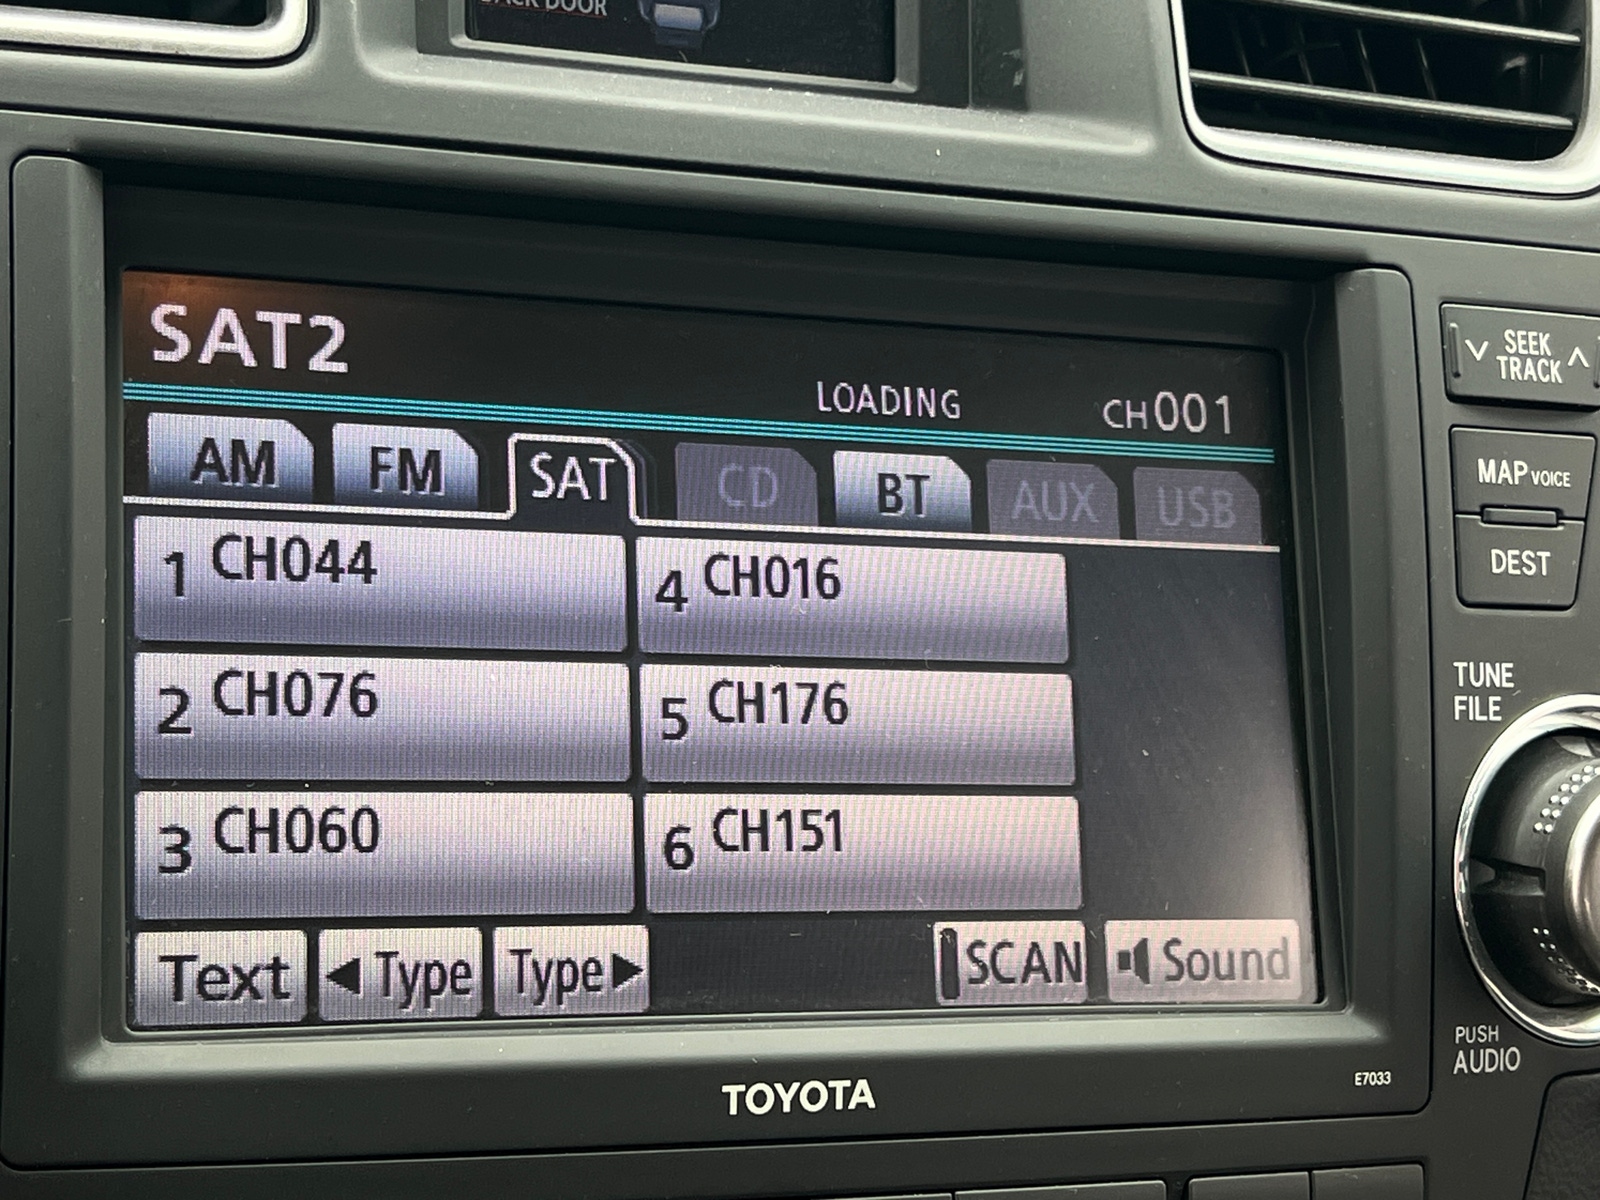 BACK DOOR
SAT2
LOADING CH001
AM FM SAT CD BT AUX USB
1 CH044
2 CH076
3 CH060
4 CH016
5 CH176
6 CH151
Text ◀Type Type▶ SCAN Sound
TOYOTA
E7033
SEEK
TRACK
MAP VOICE
DEST
TUNE
FILE
PUSH
AUDIO